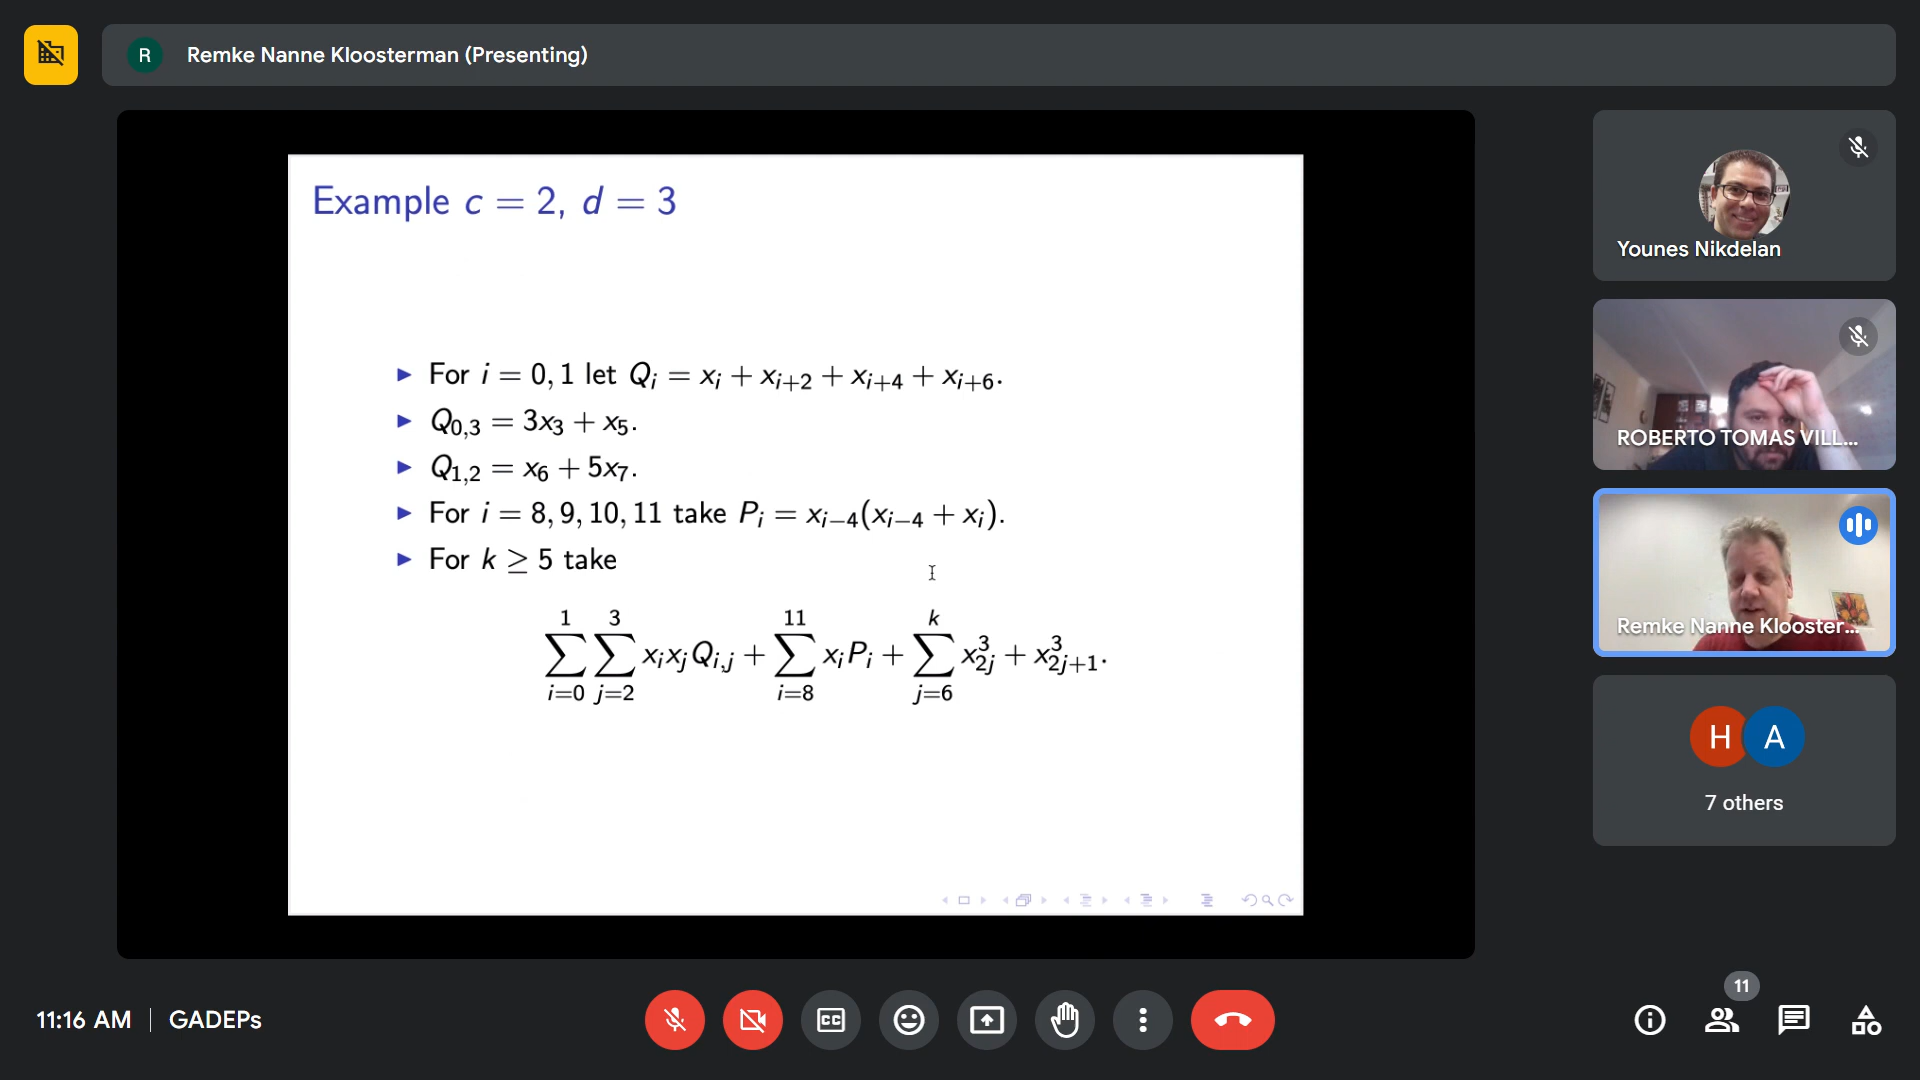 R Remke Nanne Kloosterman (Presenting)
Example c = 2, d = 3
► For i = 0, 1 let Q_i = x_i + x_{i+2} + x_{i+4} + x_{i+6}.
► Q_{0,3} = 3x_3 + x_5.
► Q_{1,2} = x_6 + 5x_7.
► For i = 8, 9, 10, 11 take P_i = x_{i−4}(x_{i−4} + x_i).
► For k ≥ 5 take
∑_{i=0}^{1} ∑_{j=2}^{3} x_i x_j Q_{i,j} + ∑_{i=8}^{11} x_i P_i + ∑_{j=6}^{k} x_{2j}^3 + x_{2j+1}^3.
Younes Nikdelan
ROBERTO TOMAS VILL...
Remke Nanne Klooster...
H A
7 others
11:16 AM | GADEPs
CC
11